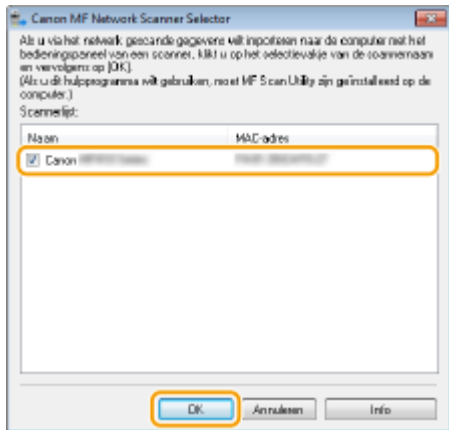 Canon MF Network Scanner Selector
Als u via het netwerk gescande gegevens wilt importeren naar de computer met het
bedieningspaneel van een scanner, klikt u op het selectievakje van de scannernaam
en vervolgens op [OK].
(Als u dit hulpprogramma wilt gebruiken, moet MF Scan Utility zijn geïnstalleerd op de
computer.)
Scannerlijst:
Naam MAC-adres
Canon
OK Annuleren Info